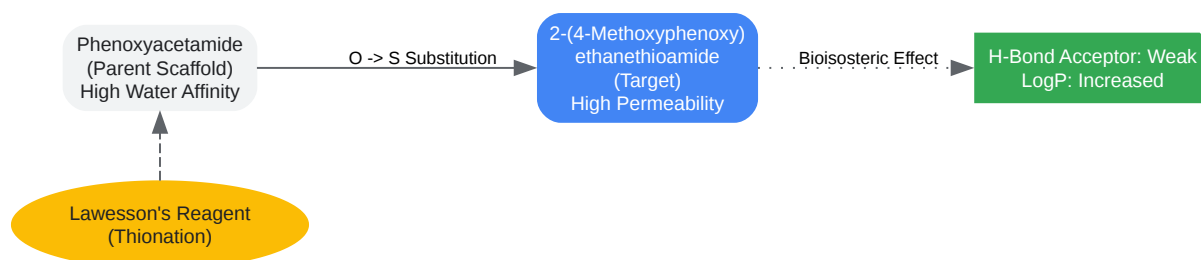 Phenoxyacetamide
(Parent Scaffold)
High Water Affinity
O -> S Substitution
2-(4-Methoxyphenoxy)
ethanethioamide
(Target)
High Permeability
Bioisosteric Effect
H-Bond Acceptor: Weak
LogP: Increased
Lawesson's Reagent
(Thionation)